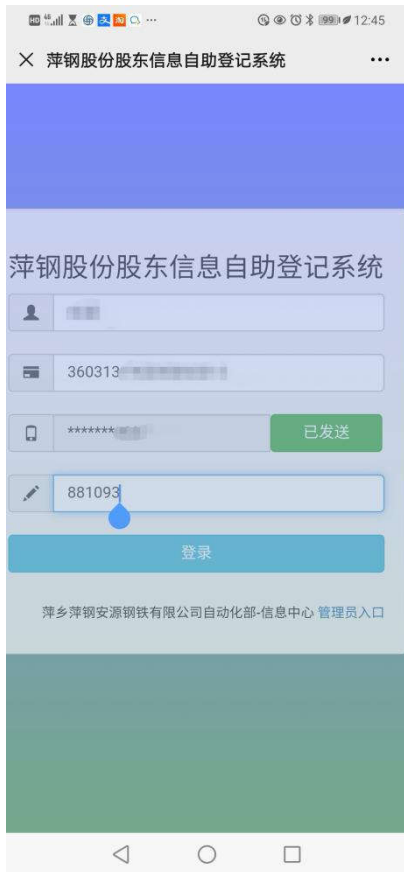 HD 46 99 12:45
萍钢股份股东信息自助登记系统
萍钢股份股东信息自助登记系统
360313
*******
已发送
881093
登录
萍乡萍钢安源钢铁有限公司自动化部-信息中心 管理员入口